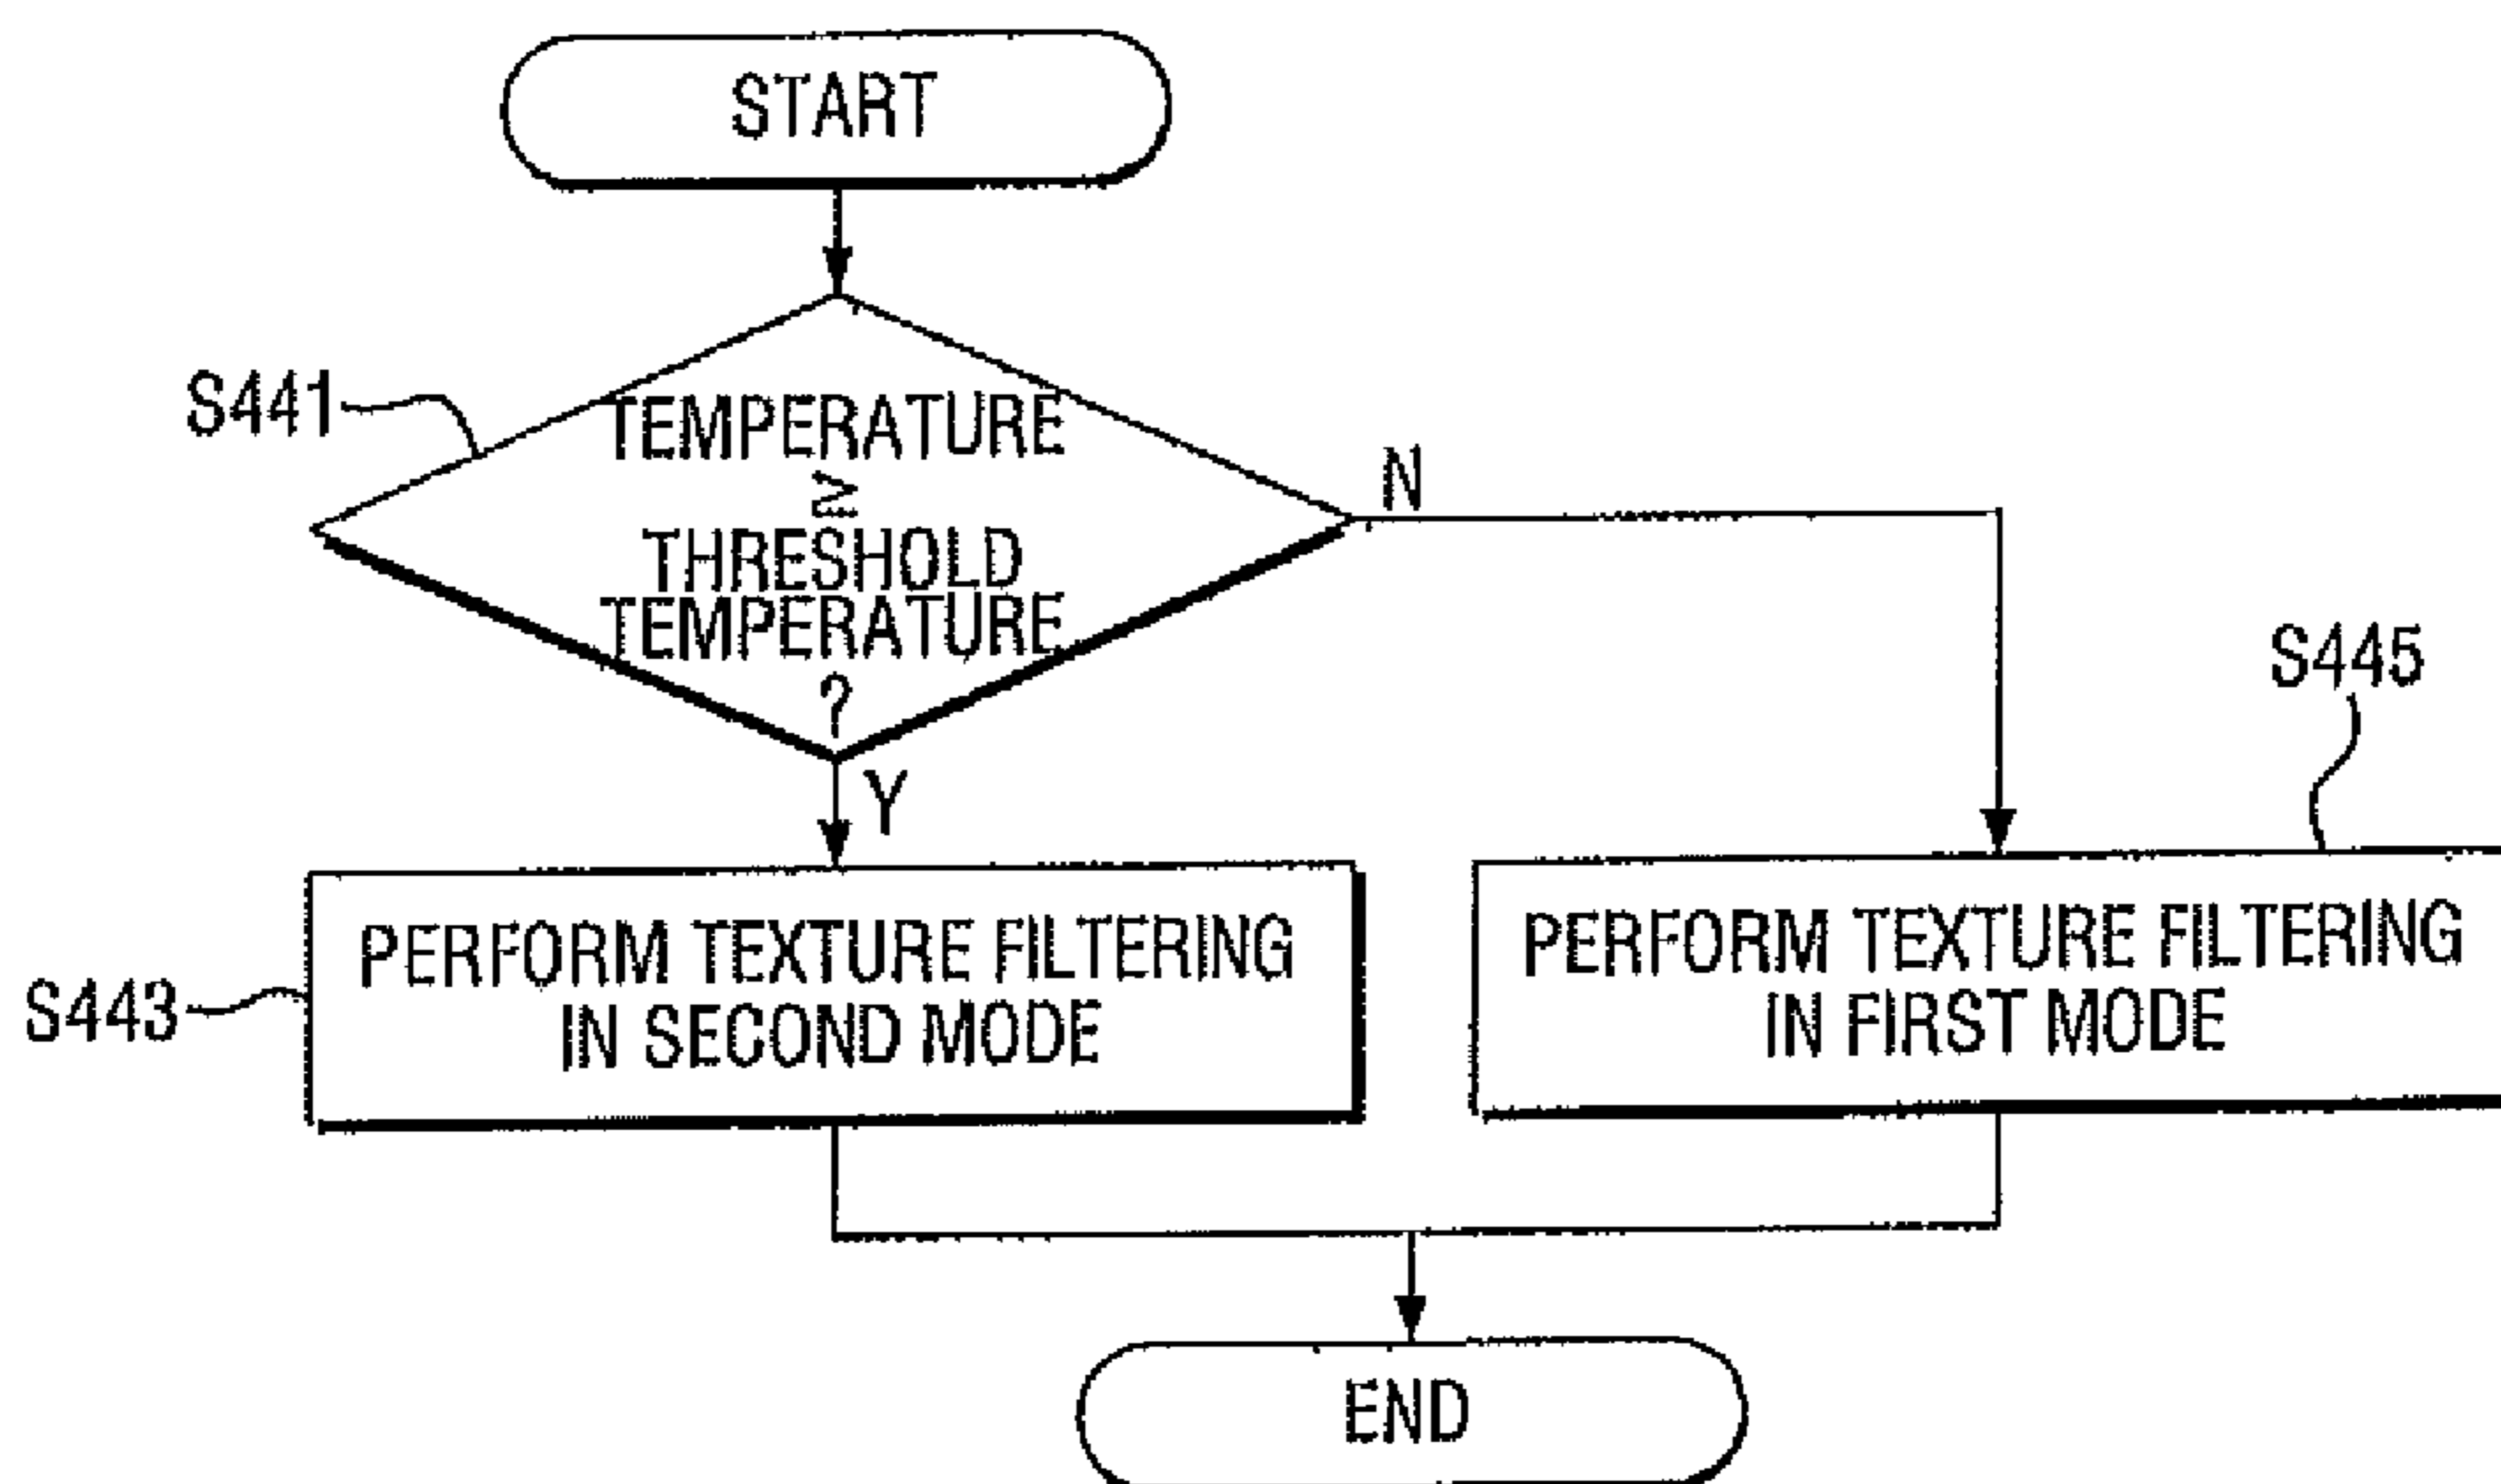 START
S441
TEMPERATURE
≥
THRESHOLD
TEMPERATURE
?
N
Y
S445
S443
PERFORM TEXTURE FILTERING
IN SECOND MODE
PERFORM TEXTURE FILTERING
IN FIRST MODE
END